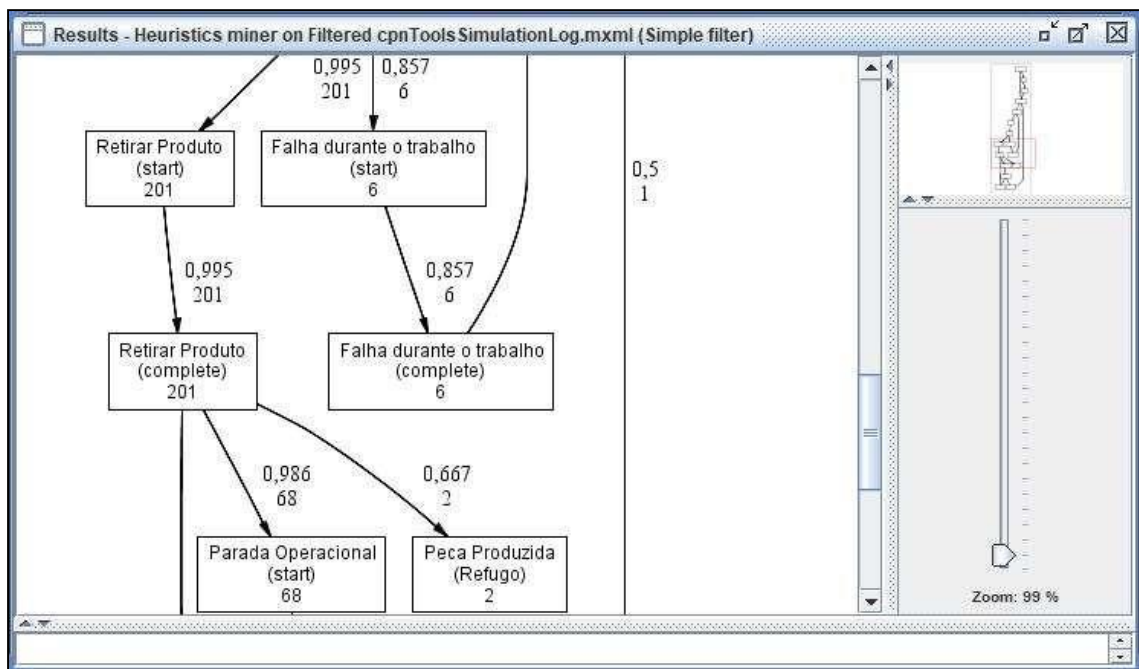 Results - Heuristics miner on Filtered cpnToolsSimulationLog.mxml (Simple filter)
0,995
201
0,857
6
Retirar Produto
(start)
201
Falha durante o trabalho
(start)
6
0,5
1
0,995
201
0,857
6
Retirar Produto
(complete)
201
Falha durante o trabalho
(complete)
6
0,986
68
0,667
2
Parada Operacional
(start)
68
Peca Produzida
(Refugo)
2
Zoom: 99 %